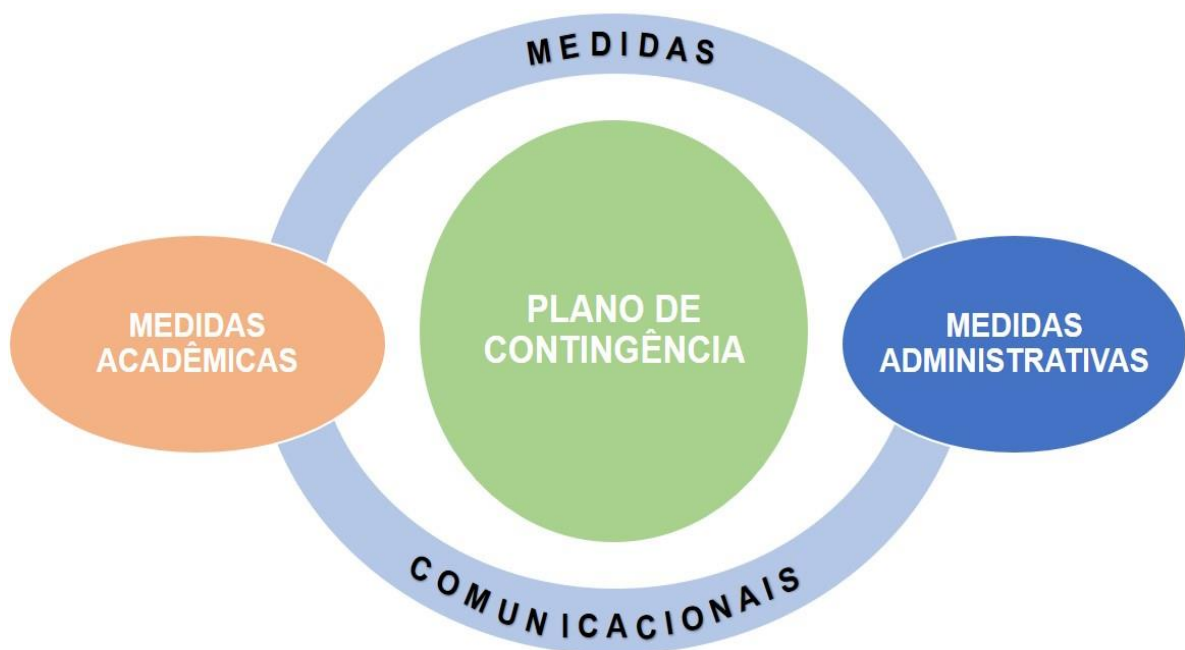 MEDIDAS
MEDIDAS
ACADÊMICAS
PLANO DE
CONTINGÊNCIA
MEDIDAS
ADMINISTRATIVAS
COMUNICACIONAIS